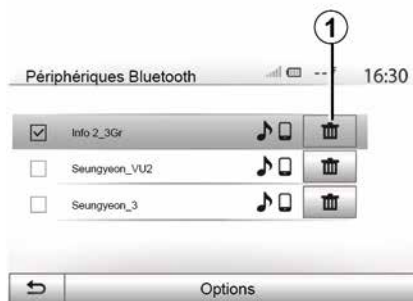 1
Périphériques Bluetooth -- ° 16:30
Info 2_3Gr
Seungyeon_VU2
Seungyeon_3
Options